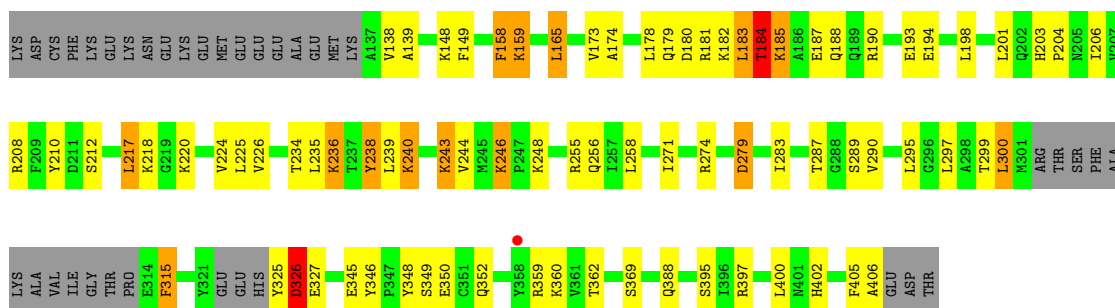 LYS ASP CYS PHE LYS GLU LYS ASN GLU LYS GLU MET GLU GLU GLU ALA GLU MET LYS A137 V138 A139 K148 F149 F158 K159 L165 V173 A174 L178 Q179 D180 R181 K182 L183 T184 K185 A186 E187 Q188 Q189 R190 E193 E194 L198 L201 Q202 H203 P204 N205 I206 V207
R208 F209 Y210 D211 S212 L217 K218 G219 K220 V224 L225 V226 T234 L235 K236 T237 Y238 L239 K240 K243 V244 M245 K246 P247 K248 R255 Q256 I257 L258 I271 R274 D279 I283 T287 G288 S289 V290 L295 G296 L297 A298 T299 L300 M301 ARG THR SER PHE ALA
LYS ALA VAL ILE GLY THR PRO E314 F315 Y321 GLU GLU HIS Y325 D326 E327 E345 Y346 P347 Y348 S349 E350 C351 Q352 Y358 R359 K360 V361 T362 S369 Q388 S395 I396 R397 L400 N401 H402 F405 A406 GLU ASP THR